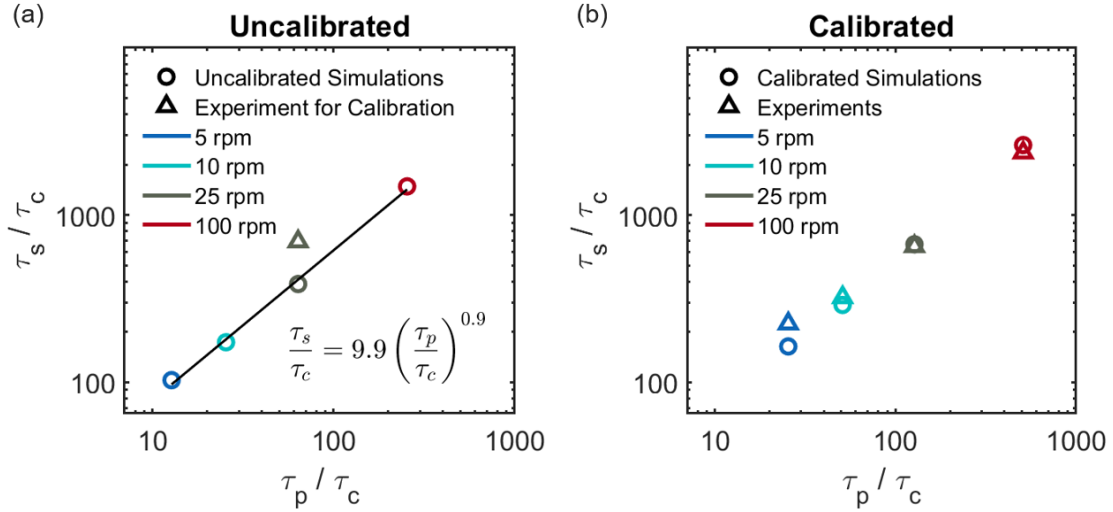 (a)
Uncalibrated
Uncalibrated Simulations
Experiment for Calibration
5 rpm
10 rpm
25 rpm
100 rpm
τs / τc = 9.9 (τp / τc)^0.9
1000
100
10
100
1000
τs / τc
τp / τc
(b)
Calibrated
Calibrated Simulations
Experiments
5 rpm
10 rpm
25 rpm
100 rpm
1000
100
10
100
1000
τs / τc
τp / τc